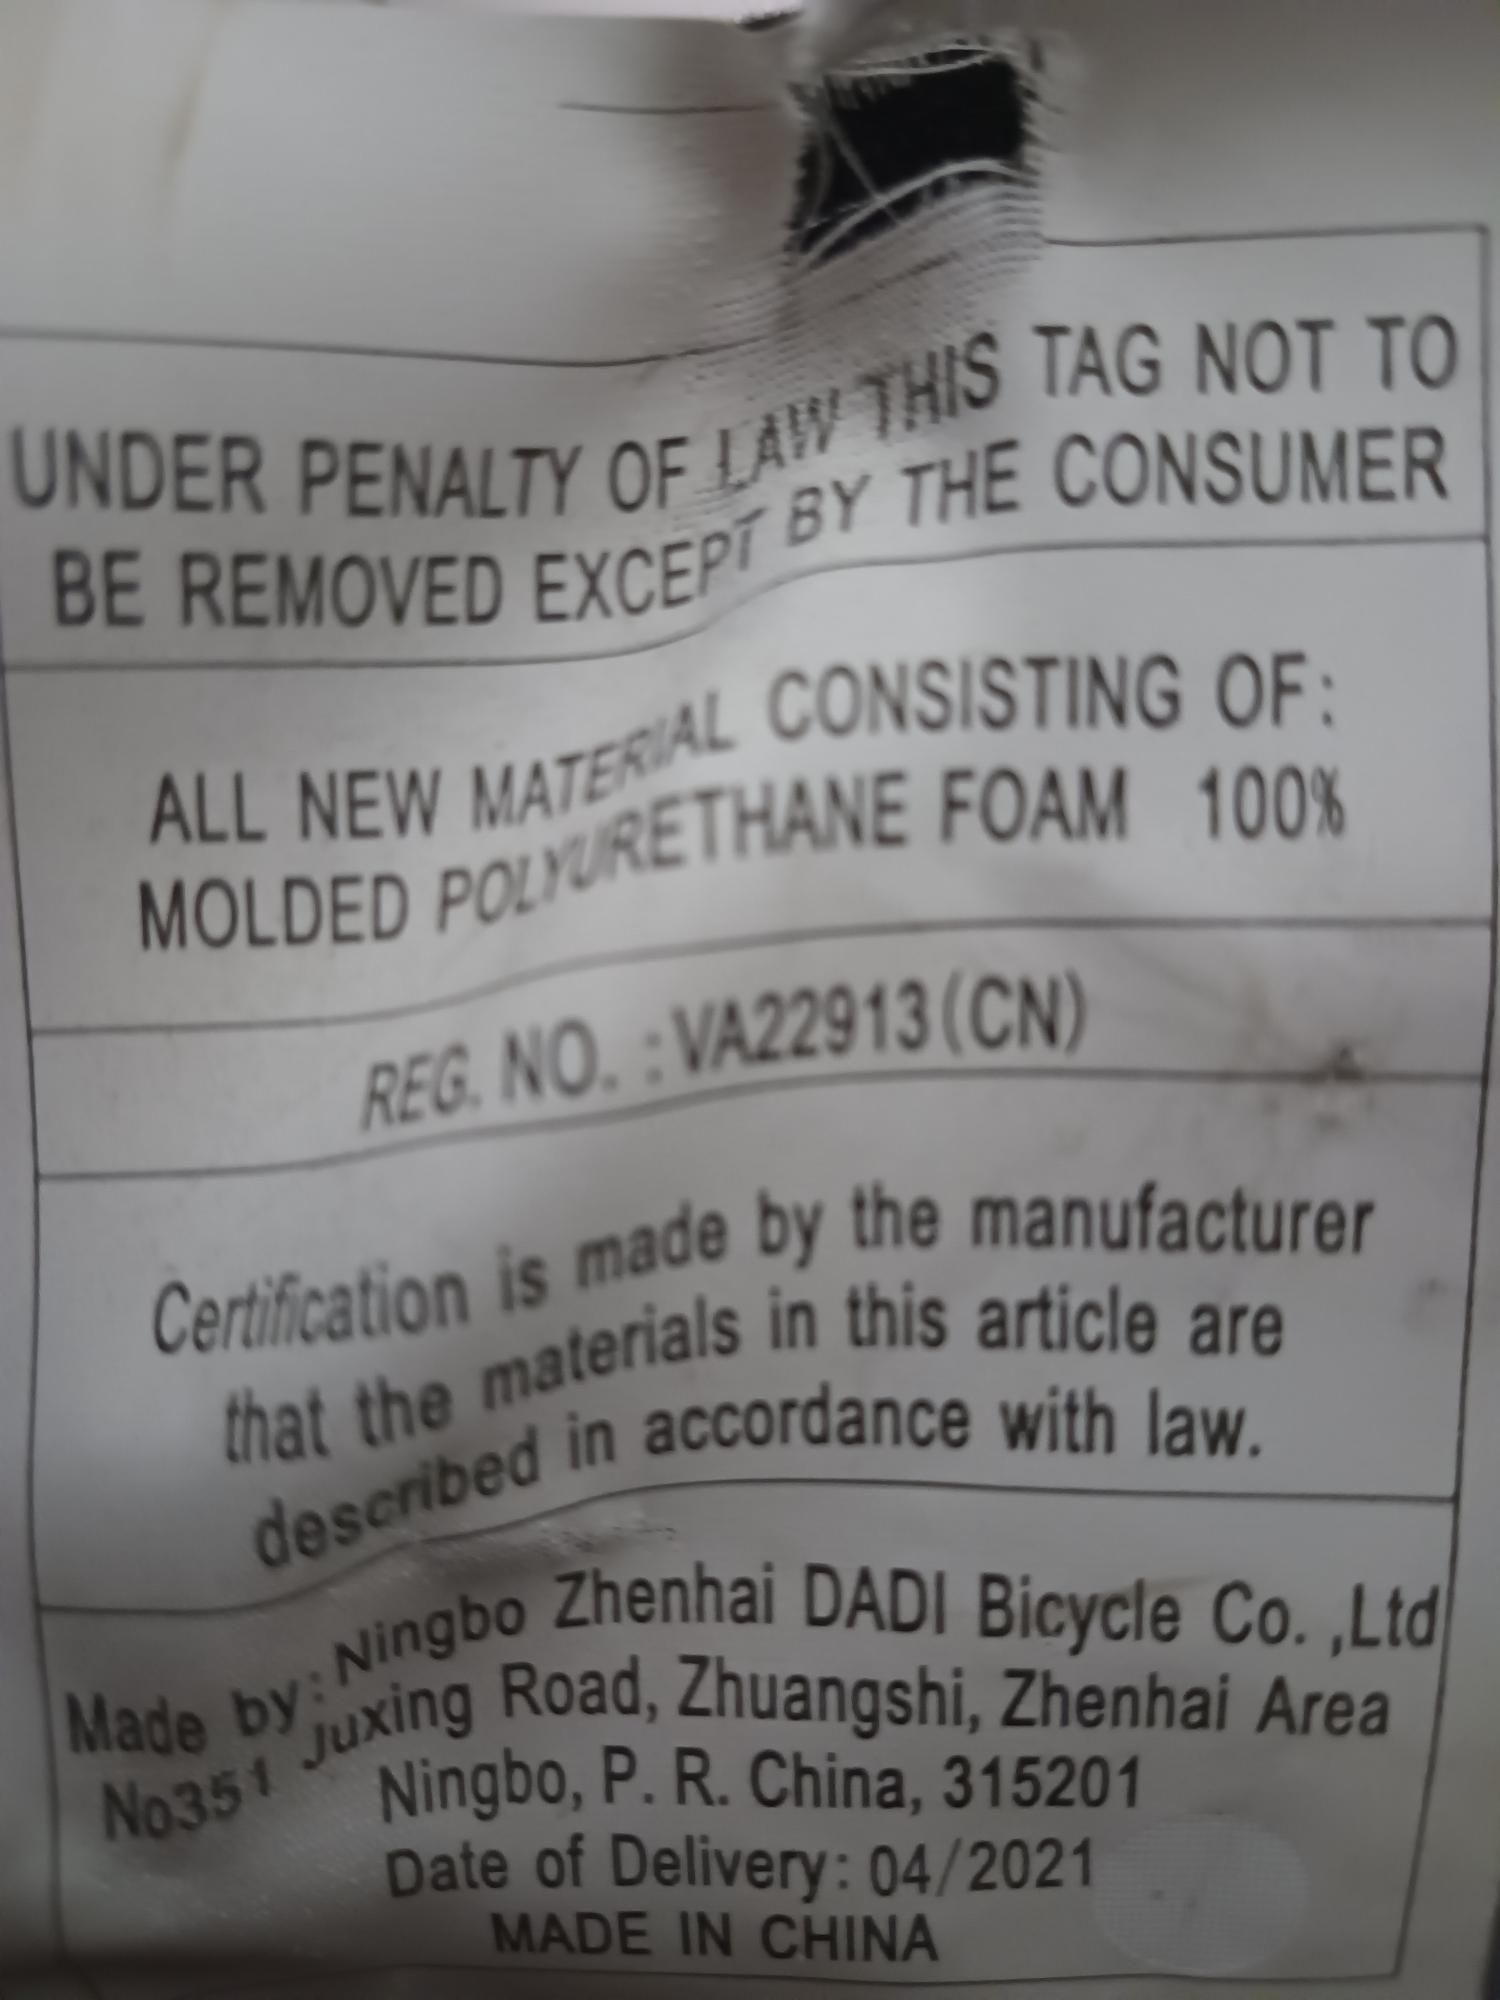 UNDER PENALTY OF LAW THIS TAG NOT TO
BE REMOVED EXCEPT BY THE CONSUMER
ALL NEW MATERIAL CONSISTING OF:
MOLDED POLYURETHANE FOAM 100%
REG. NO. :VA22913(CN)
Certification is made by the manufacturer
that the materials in this article are
described in accordance with law.
Made by: Ningbo Zhenhai DADI Bicycle Co. ,Ltd
No351 Juxing Road, Zhuangshi, Zhenhai Area
Ningbo, P. R. China, 315201
Date of Delivery: 04/2021
MADE IN CHINA